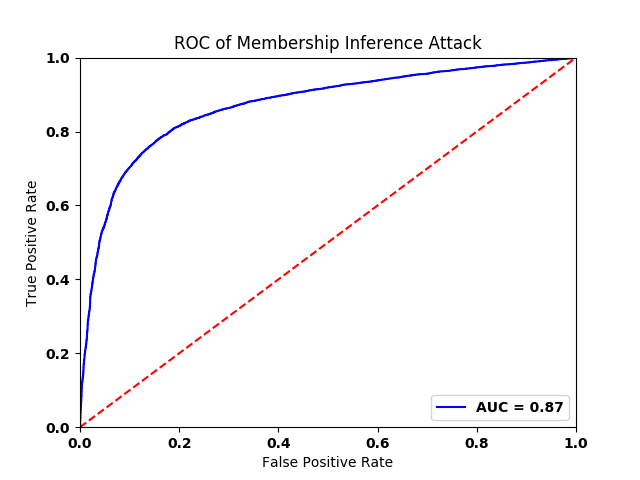 ROC of Membership Inference Attack
1.0
0.8
0.6
0.4
0.2
0.0
True Positive Rate
AUC = 0.87
0.0 0.2 0.4 0.6 0.8 1.0
False Positive Rate